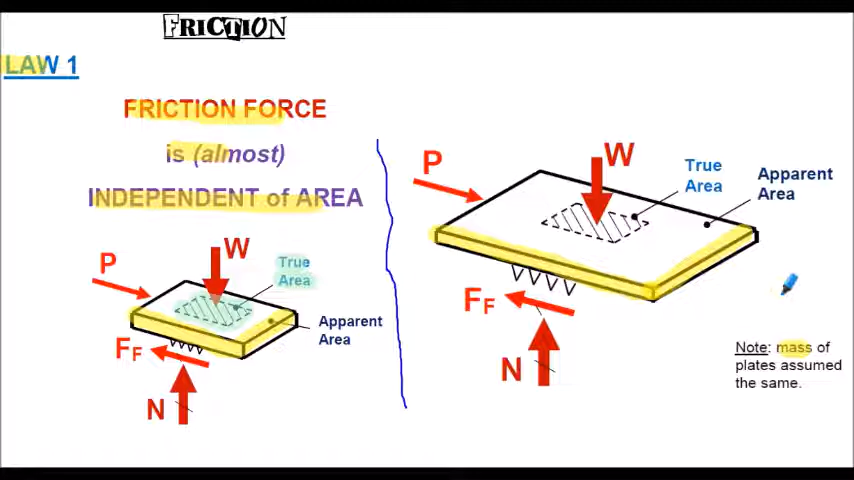 FRICTION
LAW 1
FRICTION FORCE
is (almost)
INDEPENDENT of AREA
P
W
True
Area
Apparent
Area
FF
N
P
W
True
Area
Apparent
Area
FF
N
Note: mass of
plates assumed
the same.